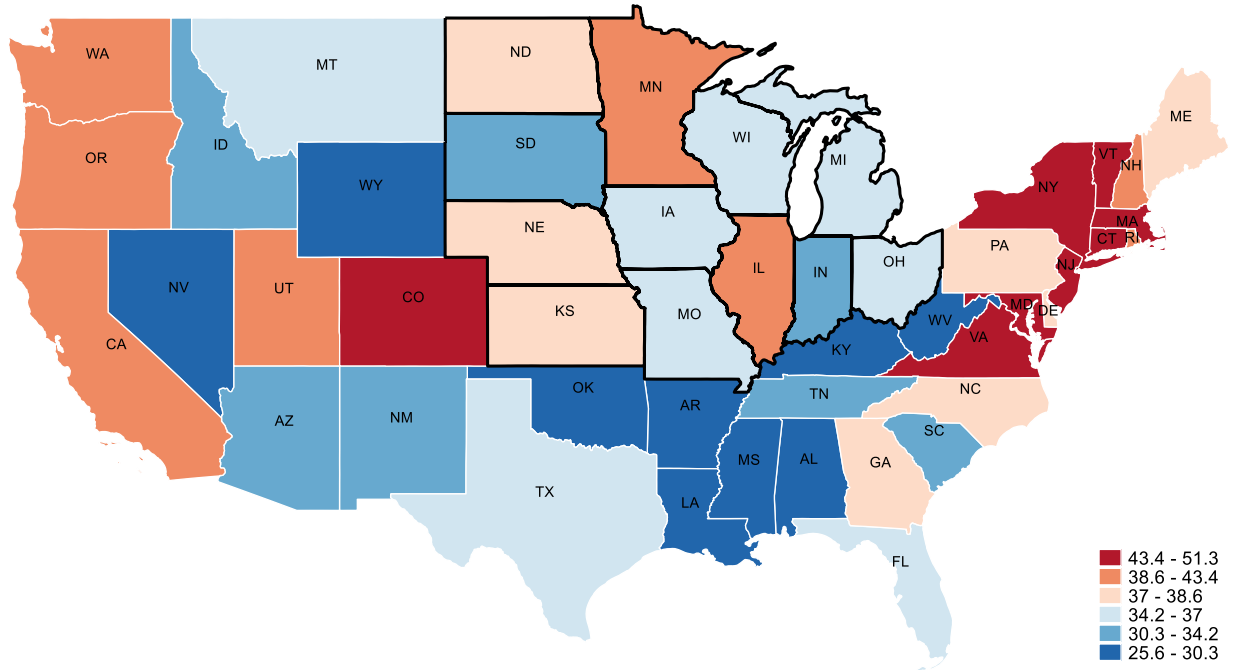 WA
MT
ND
MN
OR
ID
SD
WI
MI
ME
WY
VT
NH
NY
IA
NE
MA
CT
RI
PA
NV
UT
CO
IL
IN
OH
NJ
KS
MO
MD
DE
CA
WV
VA
KY
OK
AR
TN
NC
AZ
NM
SC
MS
AL
GA
TX
LA
FL
43.4 - 51.3
38.6 - 43.4
37 - 38.6
34.2 - 37
30.3 - 34.2
25.6 - 30.3